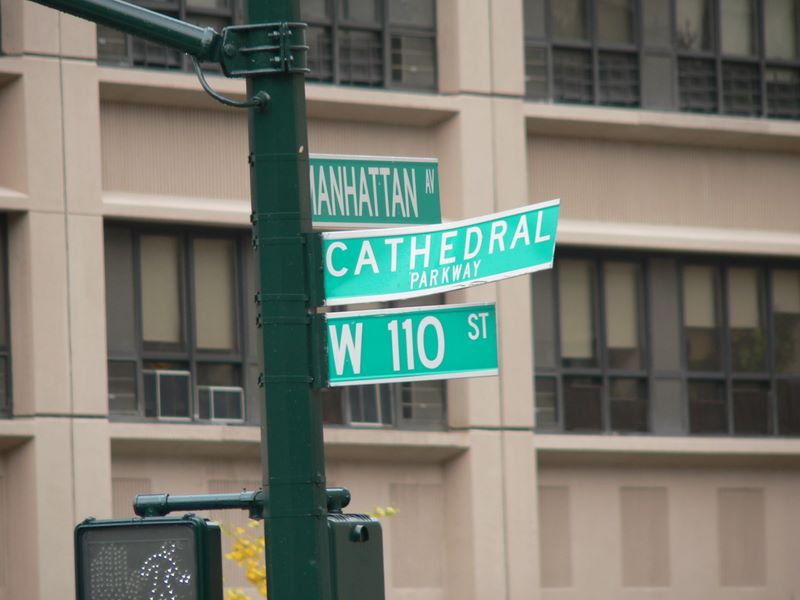 MANHATTAN AV
CATHEDRAL
PARKWAY
W 110 ST